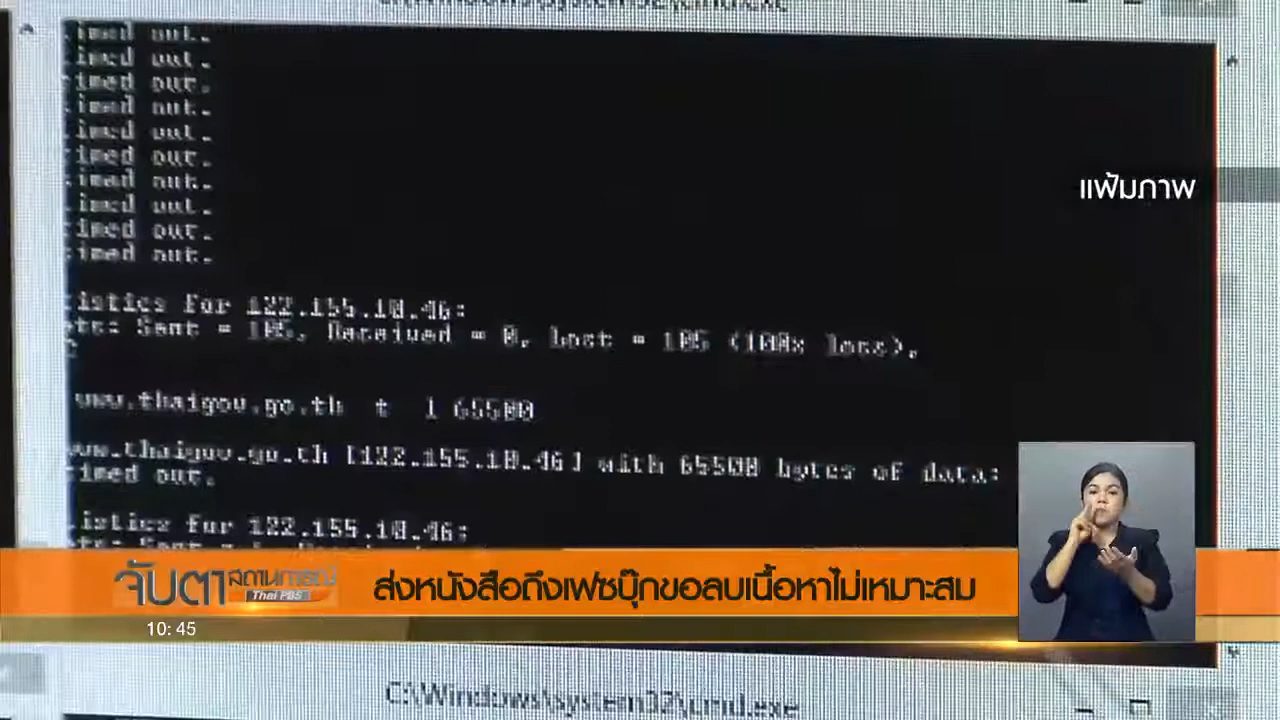 C:\Windows\system32\cmd.exe
imed out.
imed out.
imed out.
imed out.
imed out.
imed out.
imed out.
imed out.
imed out.
imed out.
แฟ้มภาพ
istics for 122.155.10.46:
ets: Sent = 105, Received = 0, Lost = 105 (100% loss),
www.thaigov.go.th -t -l 65500
ww.thaigov.go.th [122.155.10.46] with 65500 bytes of data:
imed out.
istics for 122.155.10.46:
จับตาสถานการณ์
Thai PBS
ส่งหนังสือถึงเฟซบุ๊กขอลบเนื้อหาไม่เหมาะสม
10:45
C:\Windows\system32\cmd.exe